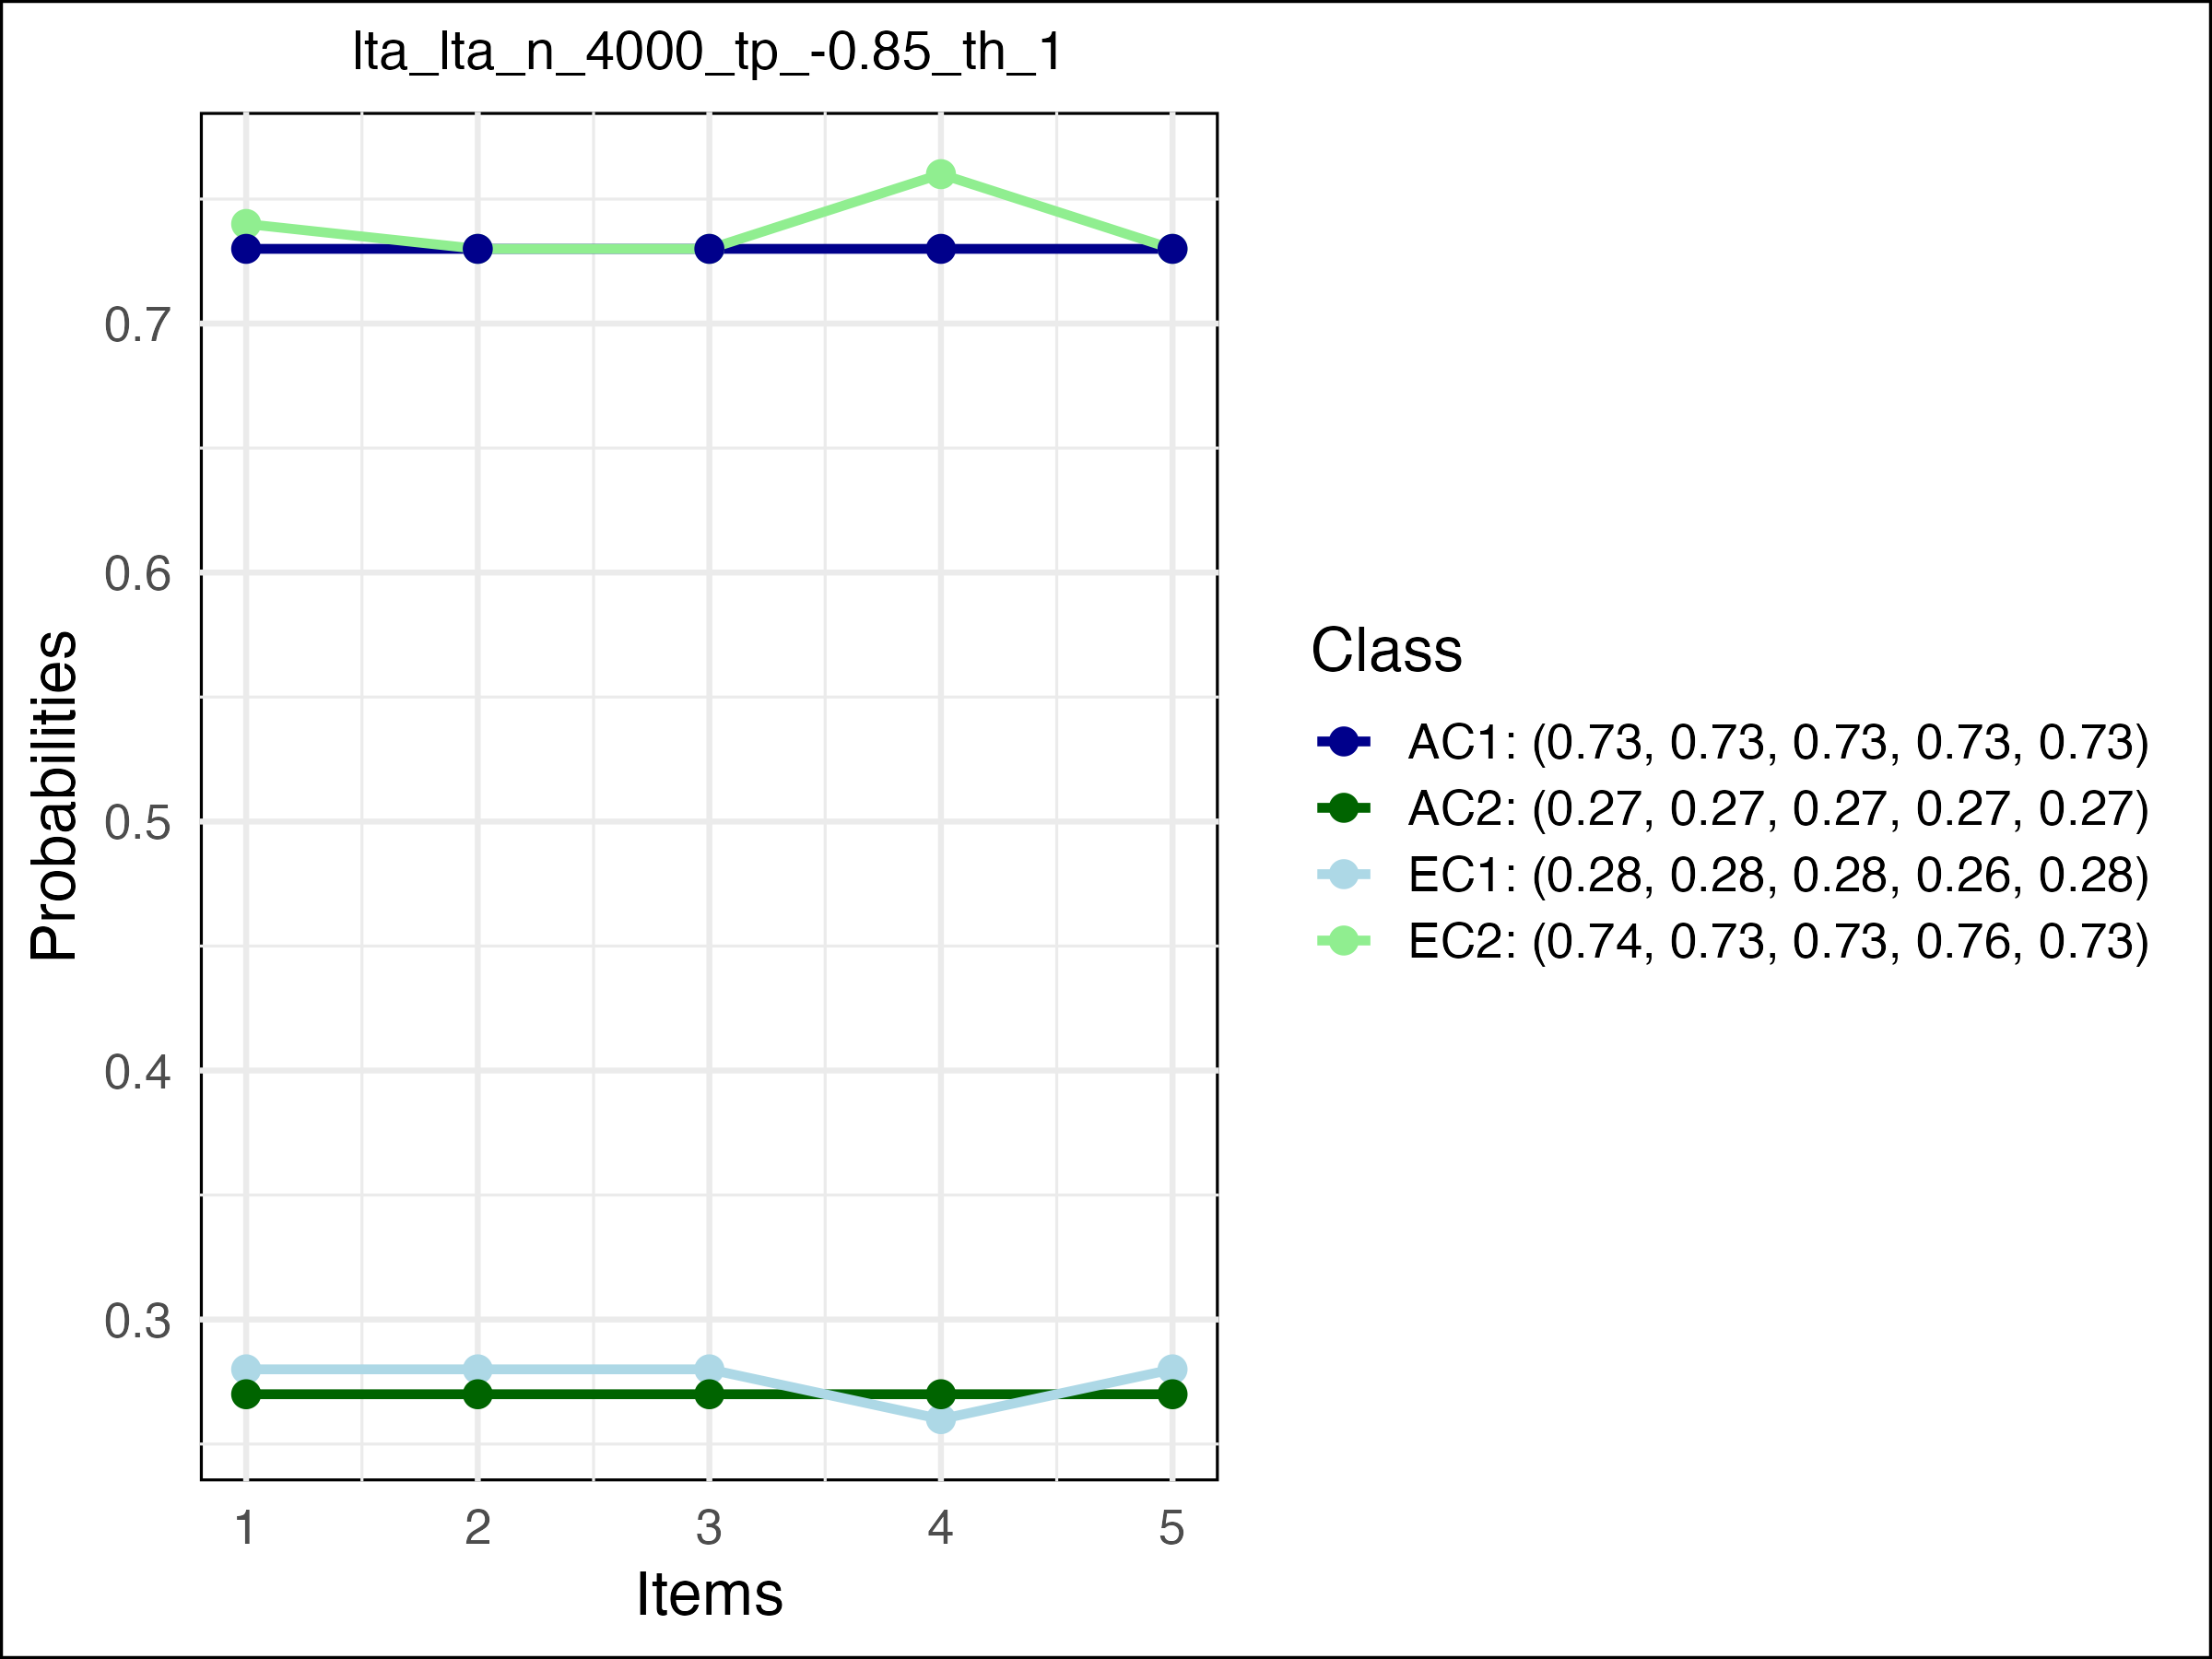 lta_lta_n_4000_tp_-0.85_th_1
Probabilities
0.7
0.6
0.5
0.4
0.3
1 2 3 4 5
Items
Class
AC1: (0.73, 0.73, 0.73, 0.73, 0.73)
AC2: (0.27, 0.27, 0.27, 0.27, 0.27)
EC1: (0.28, 0.28, 0.28, 0.26, 0.28)
EC2: (0.74, 0.73, 0.73, 0.76, 0.73)